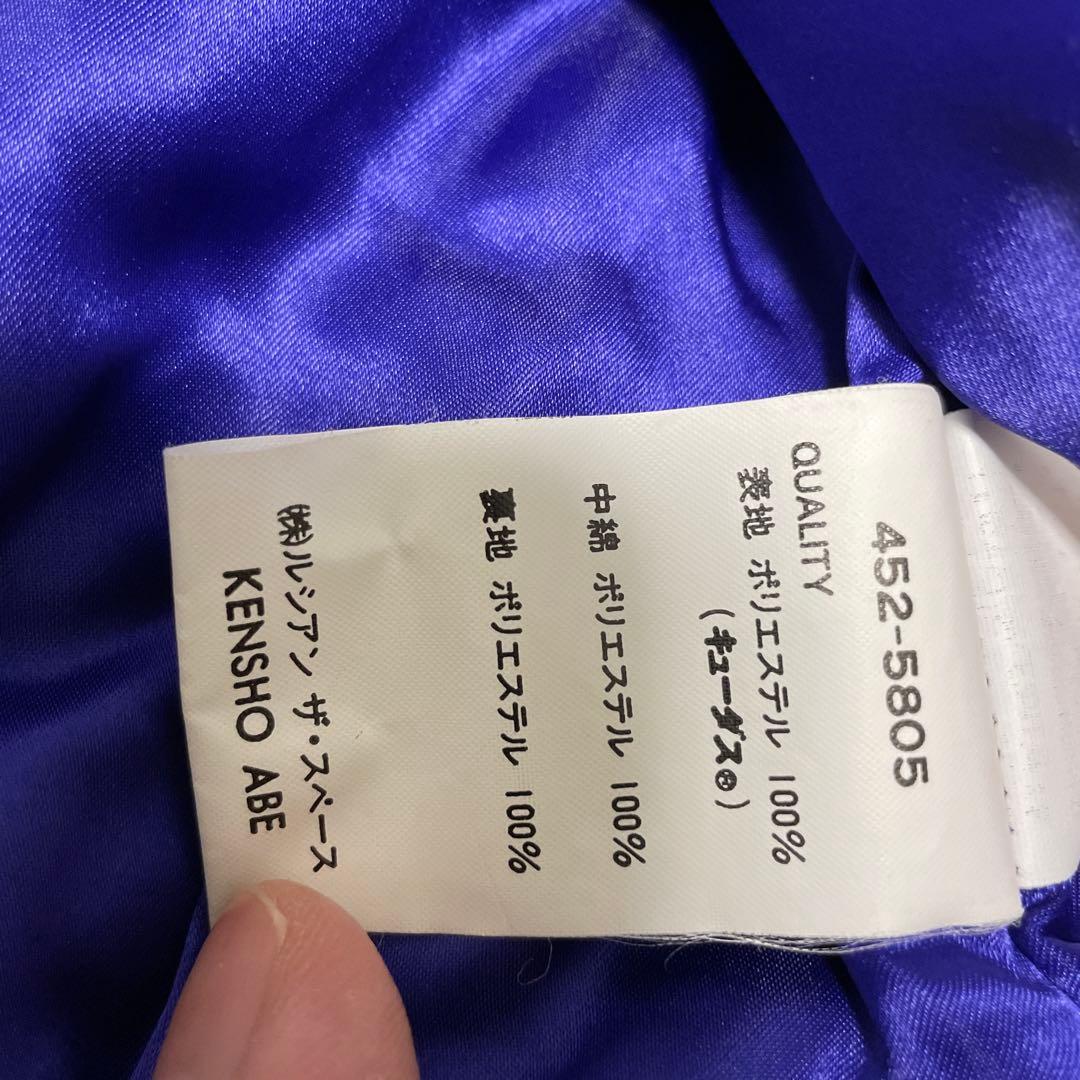 452-5805
QUALITY
表地 ポリエステル 100%
(キューダス®)
中綿 ポリエステル 100%
裏地 ポリエステル 100%
㈱ルシアン ザ・スペース
KENSHO ABE